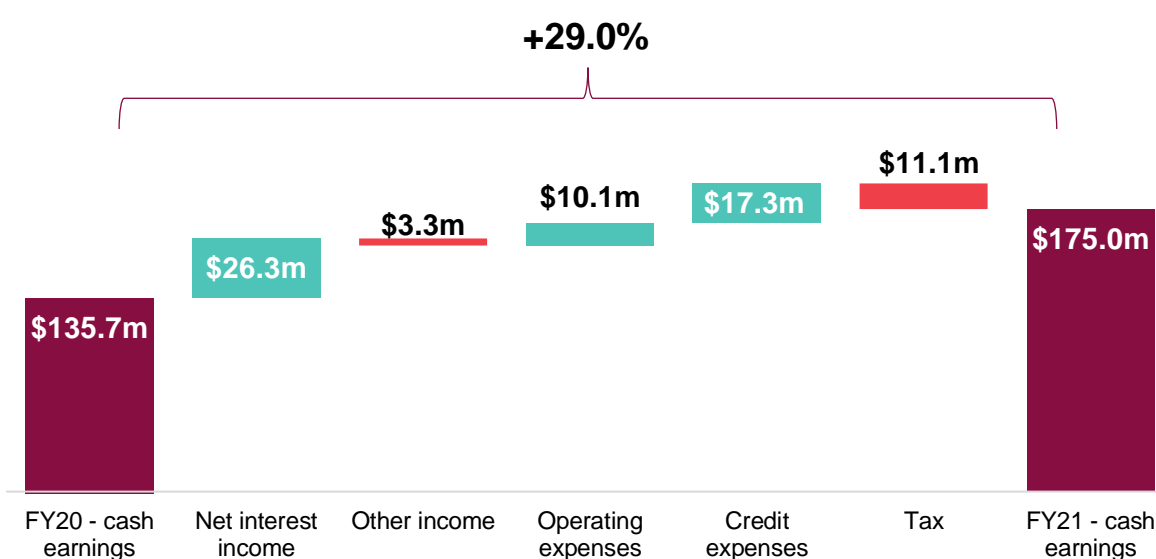 +29.0%
$135.7m
$26.3m
$3.3m
$10.1m
$17.3m
$11.1m
$175.0m
FY20 - cash
earnings
Net interest
income
Other income
Operating
expenses
Credit
expenses
Tax
FY21 - cash
earnings